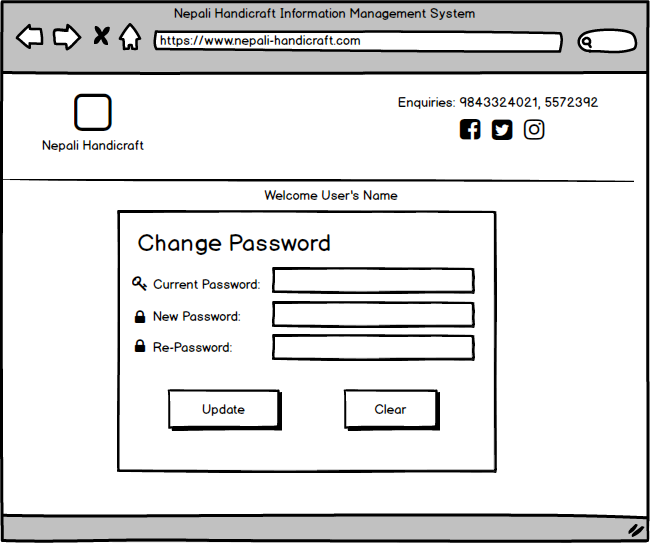 Nepali Handicraft Information Management System
https://www.nepali-handicraft.com
Enquiries: 9843324021, 5572392
Nepali Handicraft
Welcome User's Name
Change Password
Current Password:
New Password:
Re-Password:
Update Clear